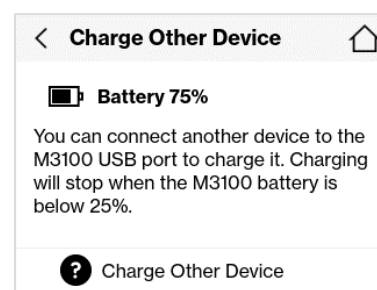 Charge Other Device
Battery 75%
You can connect another device to the
M3100 USB port to charge it. Charging
will stop when the M3100 battery is
below 25%.
? Charge Other Device